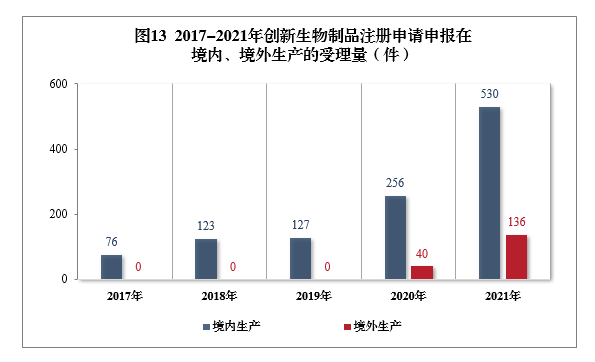 图13 2017-2021年创新生物制品注册申请申报在
境内、境外生产的受理量（件）
600
400
200
0
76
0
123
0
127
0
256
40
530
136
2017年
2018年
2019年
2020年
2021年
境内生产
境外生产